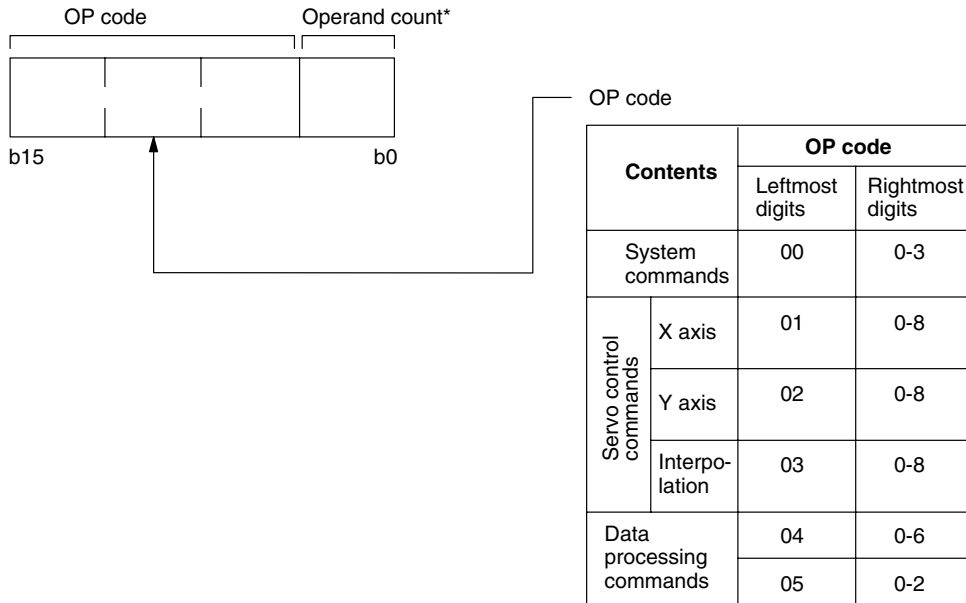 OP code Operand count*
b15 b0
OP code
Contents OP code
Leftmost digits Rightmost digits
System commands 00 0-3
Servo control commands
X axis 01 0-8
Y axis 02 0-8
Interpo-
lation 03 0-8
Data processing commands 04 0-6
05 0-2